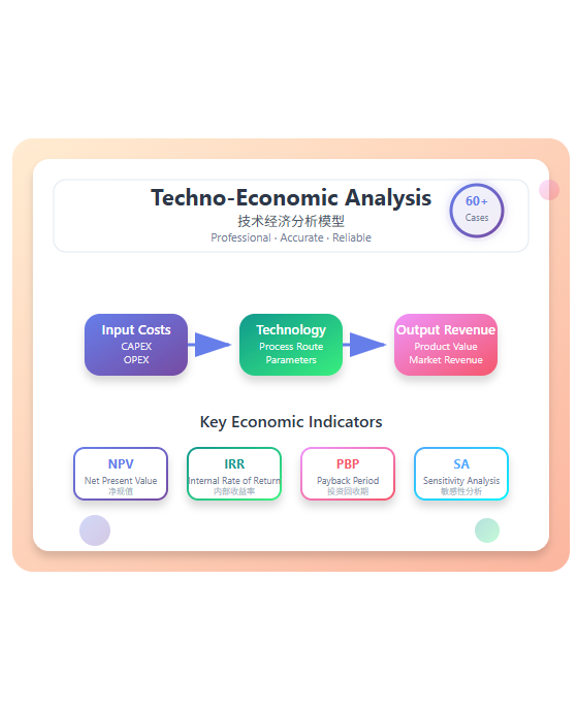 Techno-Economic Analysis
技术经济分析模型
Professional · Accurate · Reliable
60+
Cases
Input Costs
CAPEX
OPEX
Technology
Process Route
Parameters
Output Revenue
Product Value
Market Revenue
Key Economic Indicators
NPV
Net Present Value
净现值
IRR
Internal Rate of Return
内部收益率
PBP
Payback Period
投资回收期
SA
Sensitivity Analysis
敏感性分析